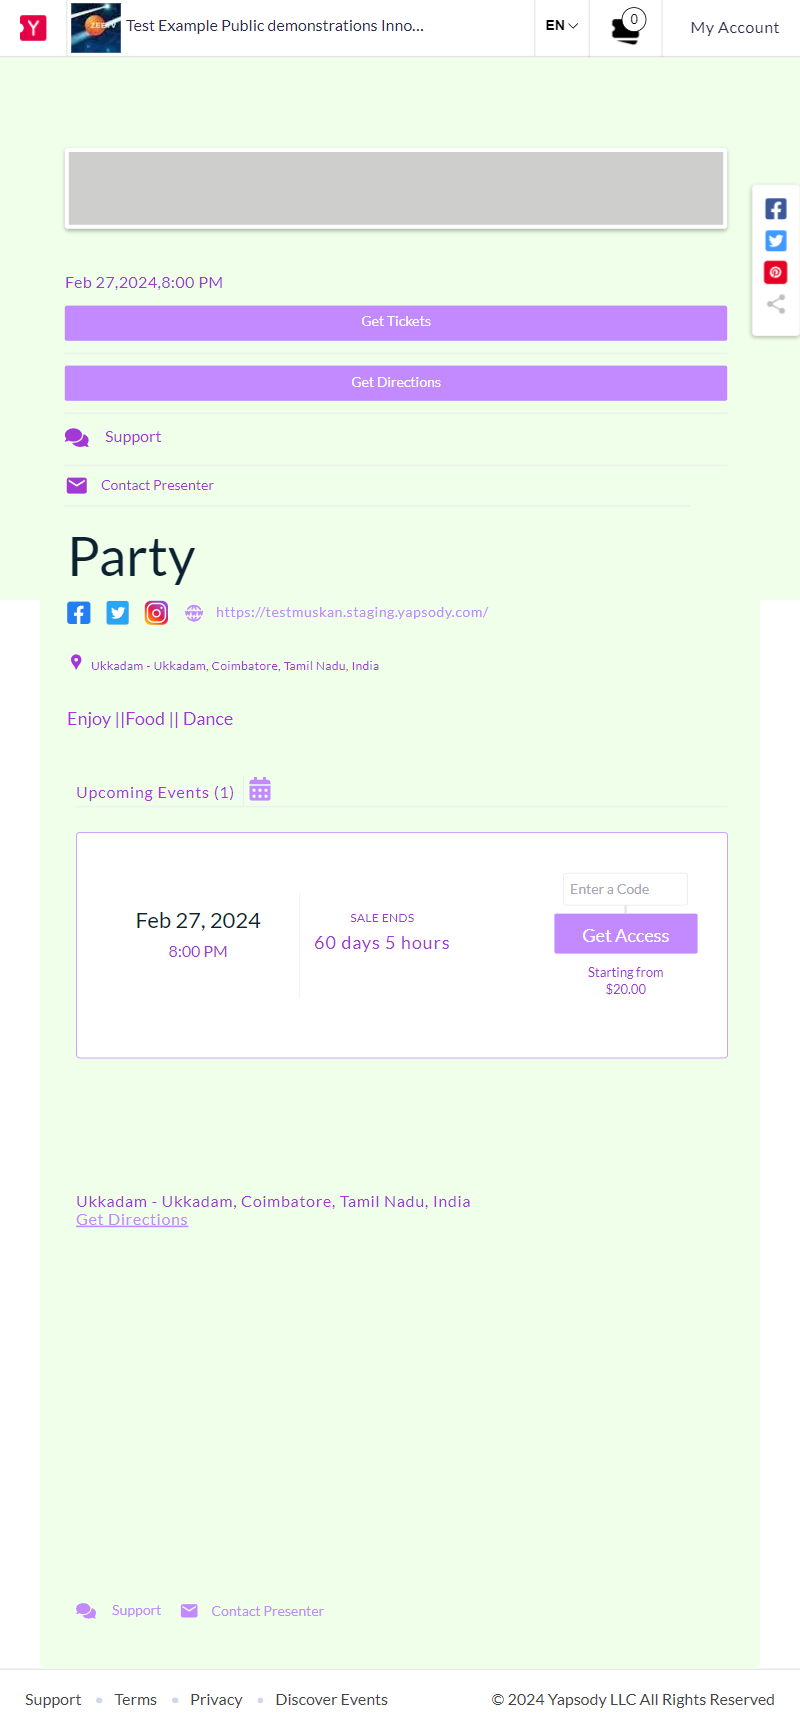 Y
ZEE TV
Test Example Public demonstrations Inno...
EN
0
My Account
Feb 27,2024,8:00 PM
Get Tickets
Get Directions
Support
Contact Presenter
Party
https://testmuskan.staging.yapsody.com/
Ukkadam - Ukkadam, Coimbatore, Tamil Nadu, India
Enjoy ||Food || Dance
Upcoming Events (1)
Feb 27, 2024
8:00 PM
SALE ENDS
60 days 5 hours
Enter a Code
Get Access
Starting from
$20.00
Ukkadam - Ukkadam, Coimbatore, Tamil Nadu, India
Get Directions
Support
Contact Presenter
Support • Terms • Privacy • Discover Events
© 2024 Yapsody LLC All Rights Reserved